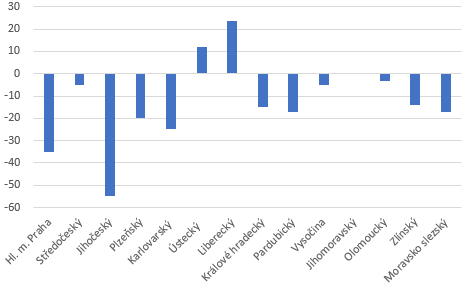 30
20
10
0
-10
-20
-30
-40
-50
-60
Hl. m. Praha
Středočeský
Jihočeský
Plzeňský
Karlovarský
Ústecký
Liberecký
Králové hradecký
Pardubický
Vysočina
Jihomoravský
Olomoucký
Zlínský
Moravsko slezský